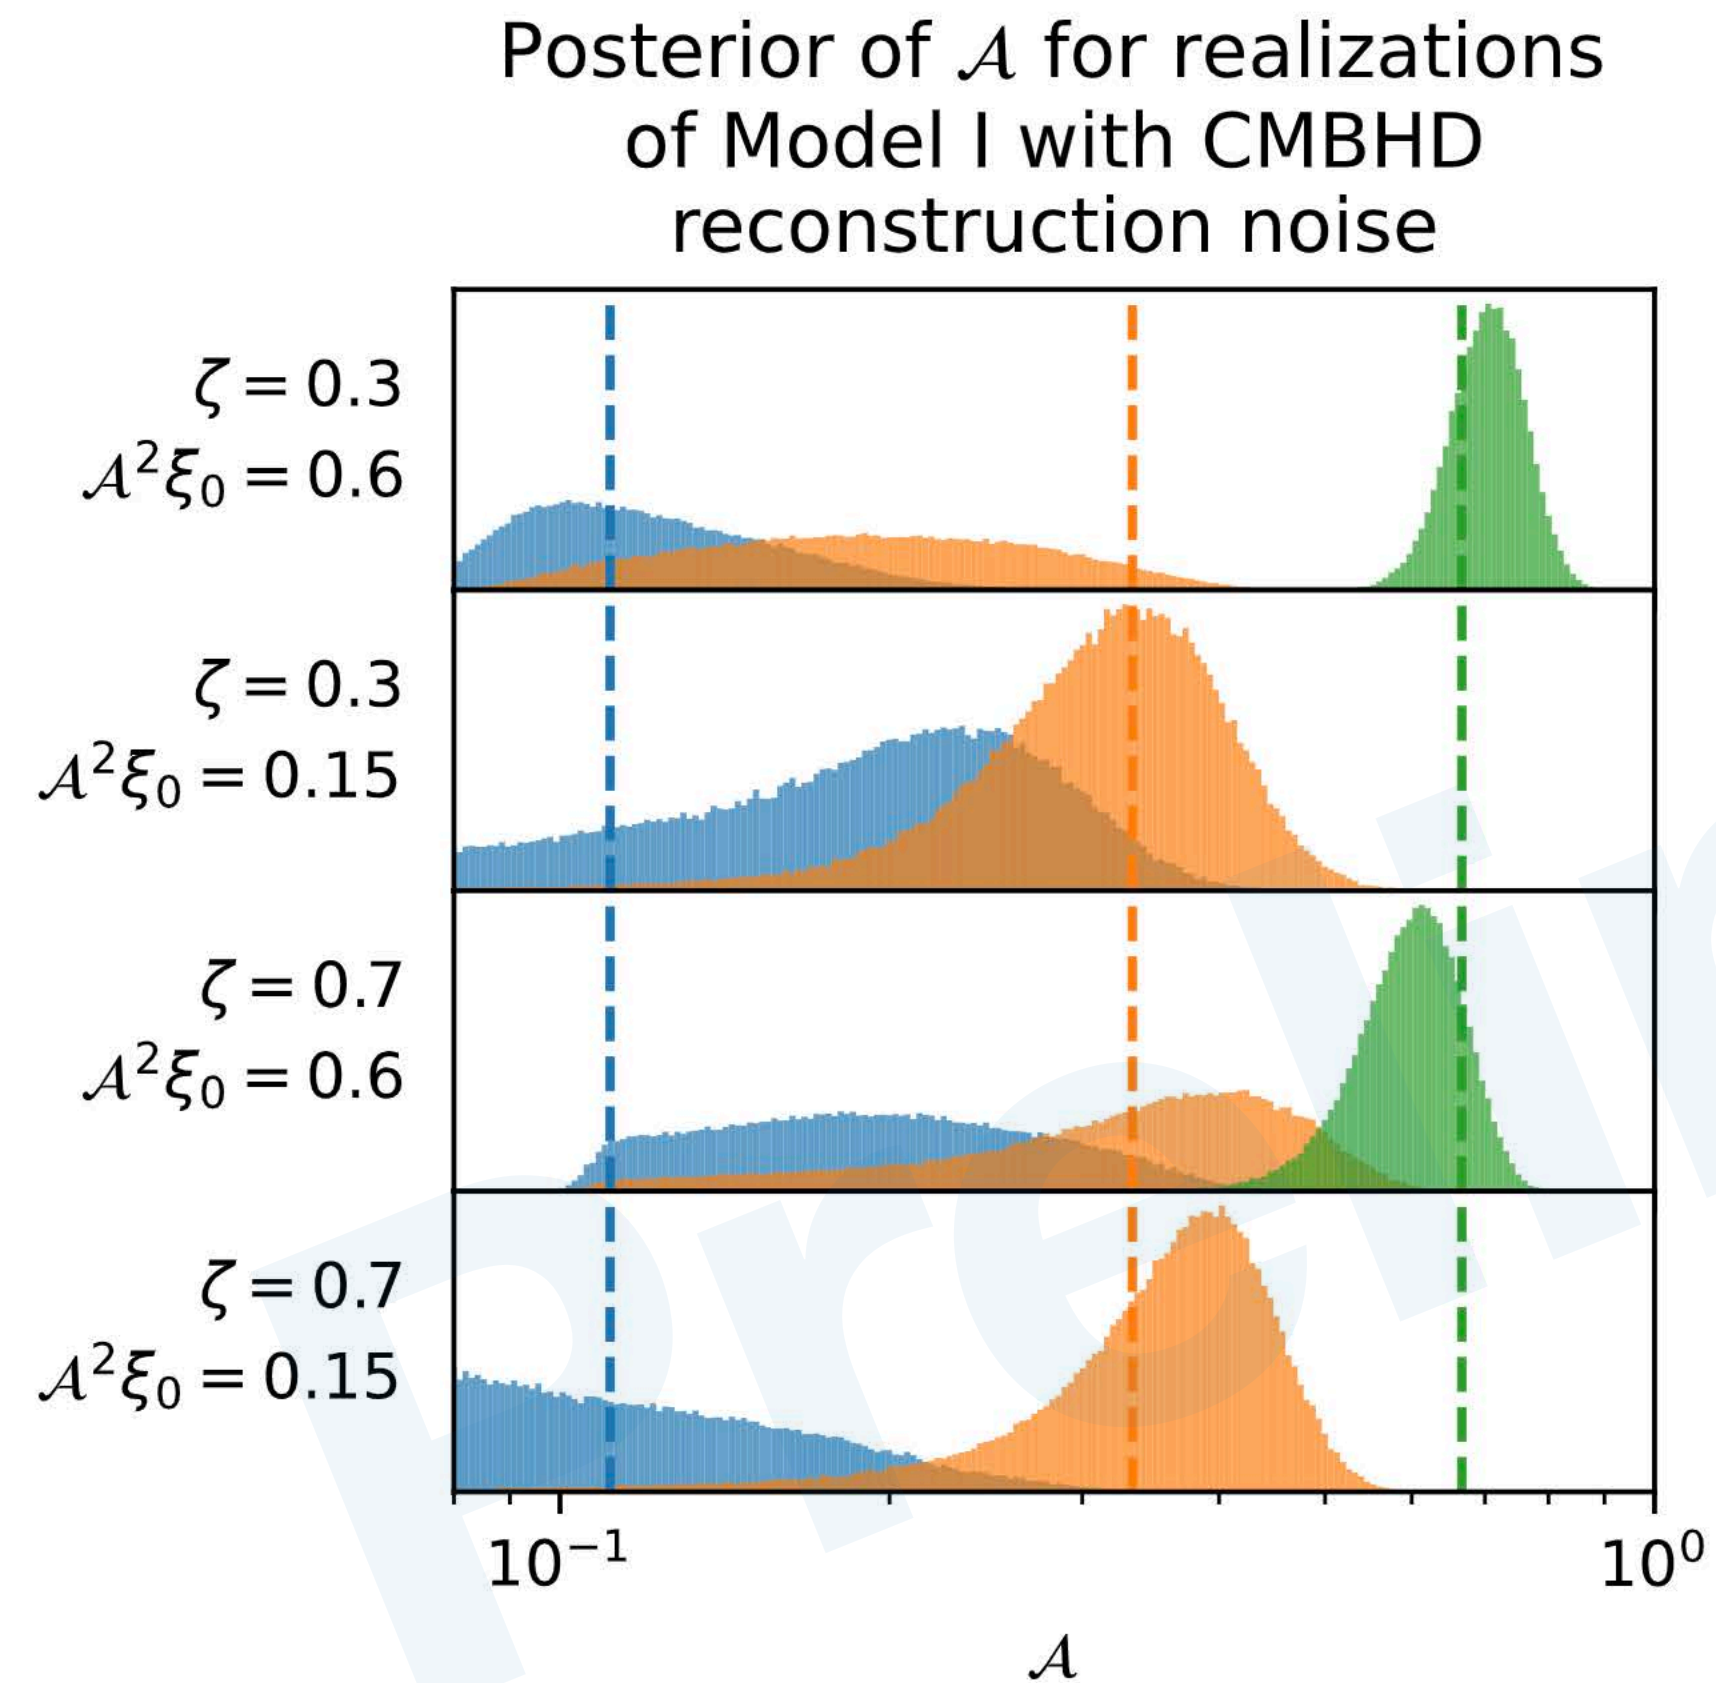 Posterior of 𝒜 for realizations
of Model I with CMBHD
reconstruction noise
ζ = 0.3
𝒜²ξ₀ = 0.6
ζ = 0.3
𝒜²ξ₀ = 0.15
ζ = 0.7
𝒜²ξ₀ = 0.6
ζ = 0.7
𝒜²ξ₀ = 0.15
10⁻¹ 10⁰
𝒜